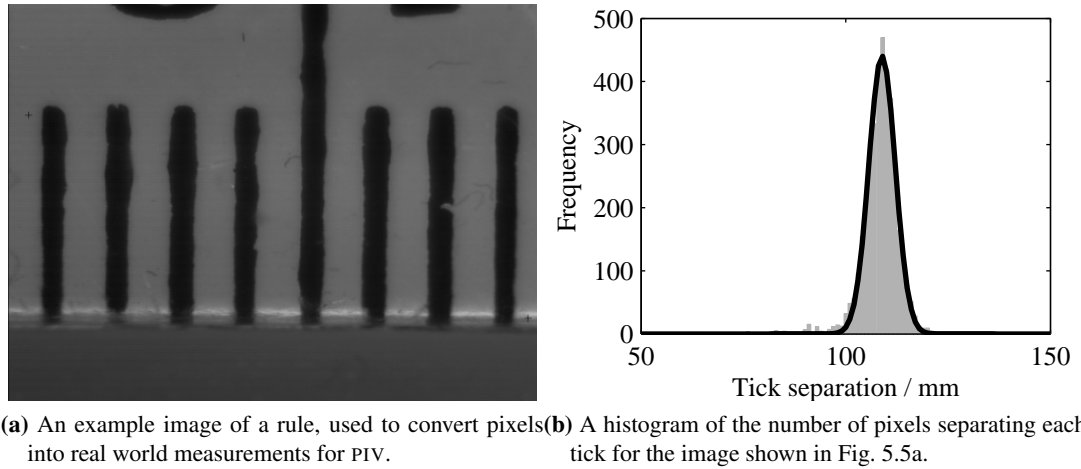 500
400
300
200
100
0
Frequency
50
100
150
Tick separation / mm
(a) An example image of a rule, used to convert pixels
into real world measurements for PIV.
(b) A histogram of the number of pixels separating each
tick for the image shown in Fig. 5.5a.